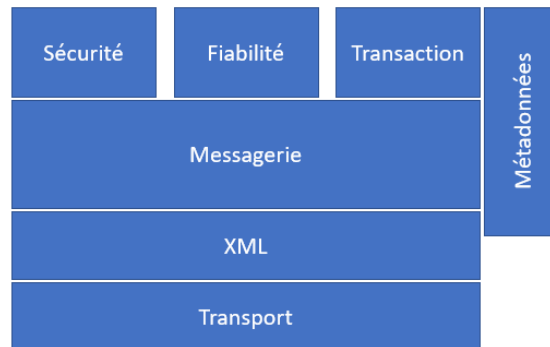 Sécurité
Fiabilité
Transaction
Métadonnées
Messagerie
XML
Transport